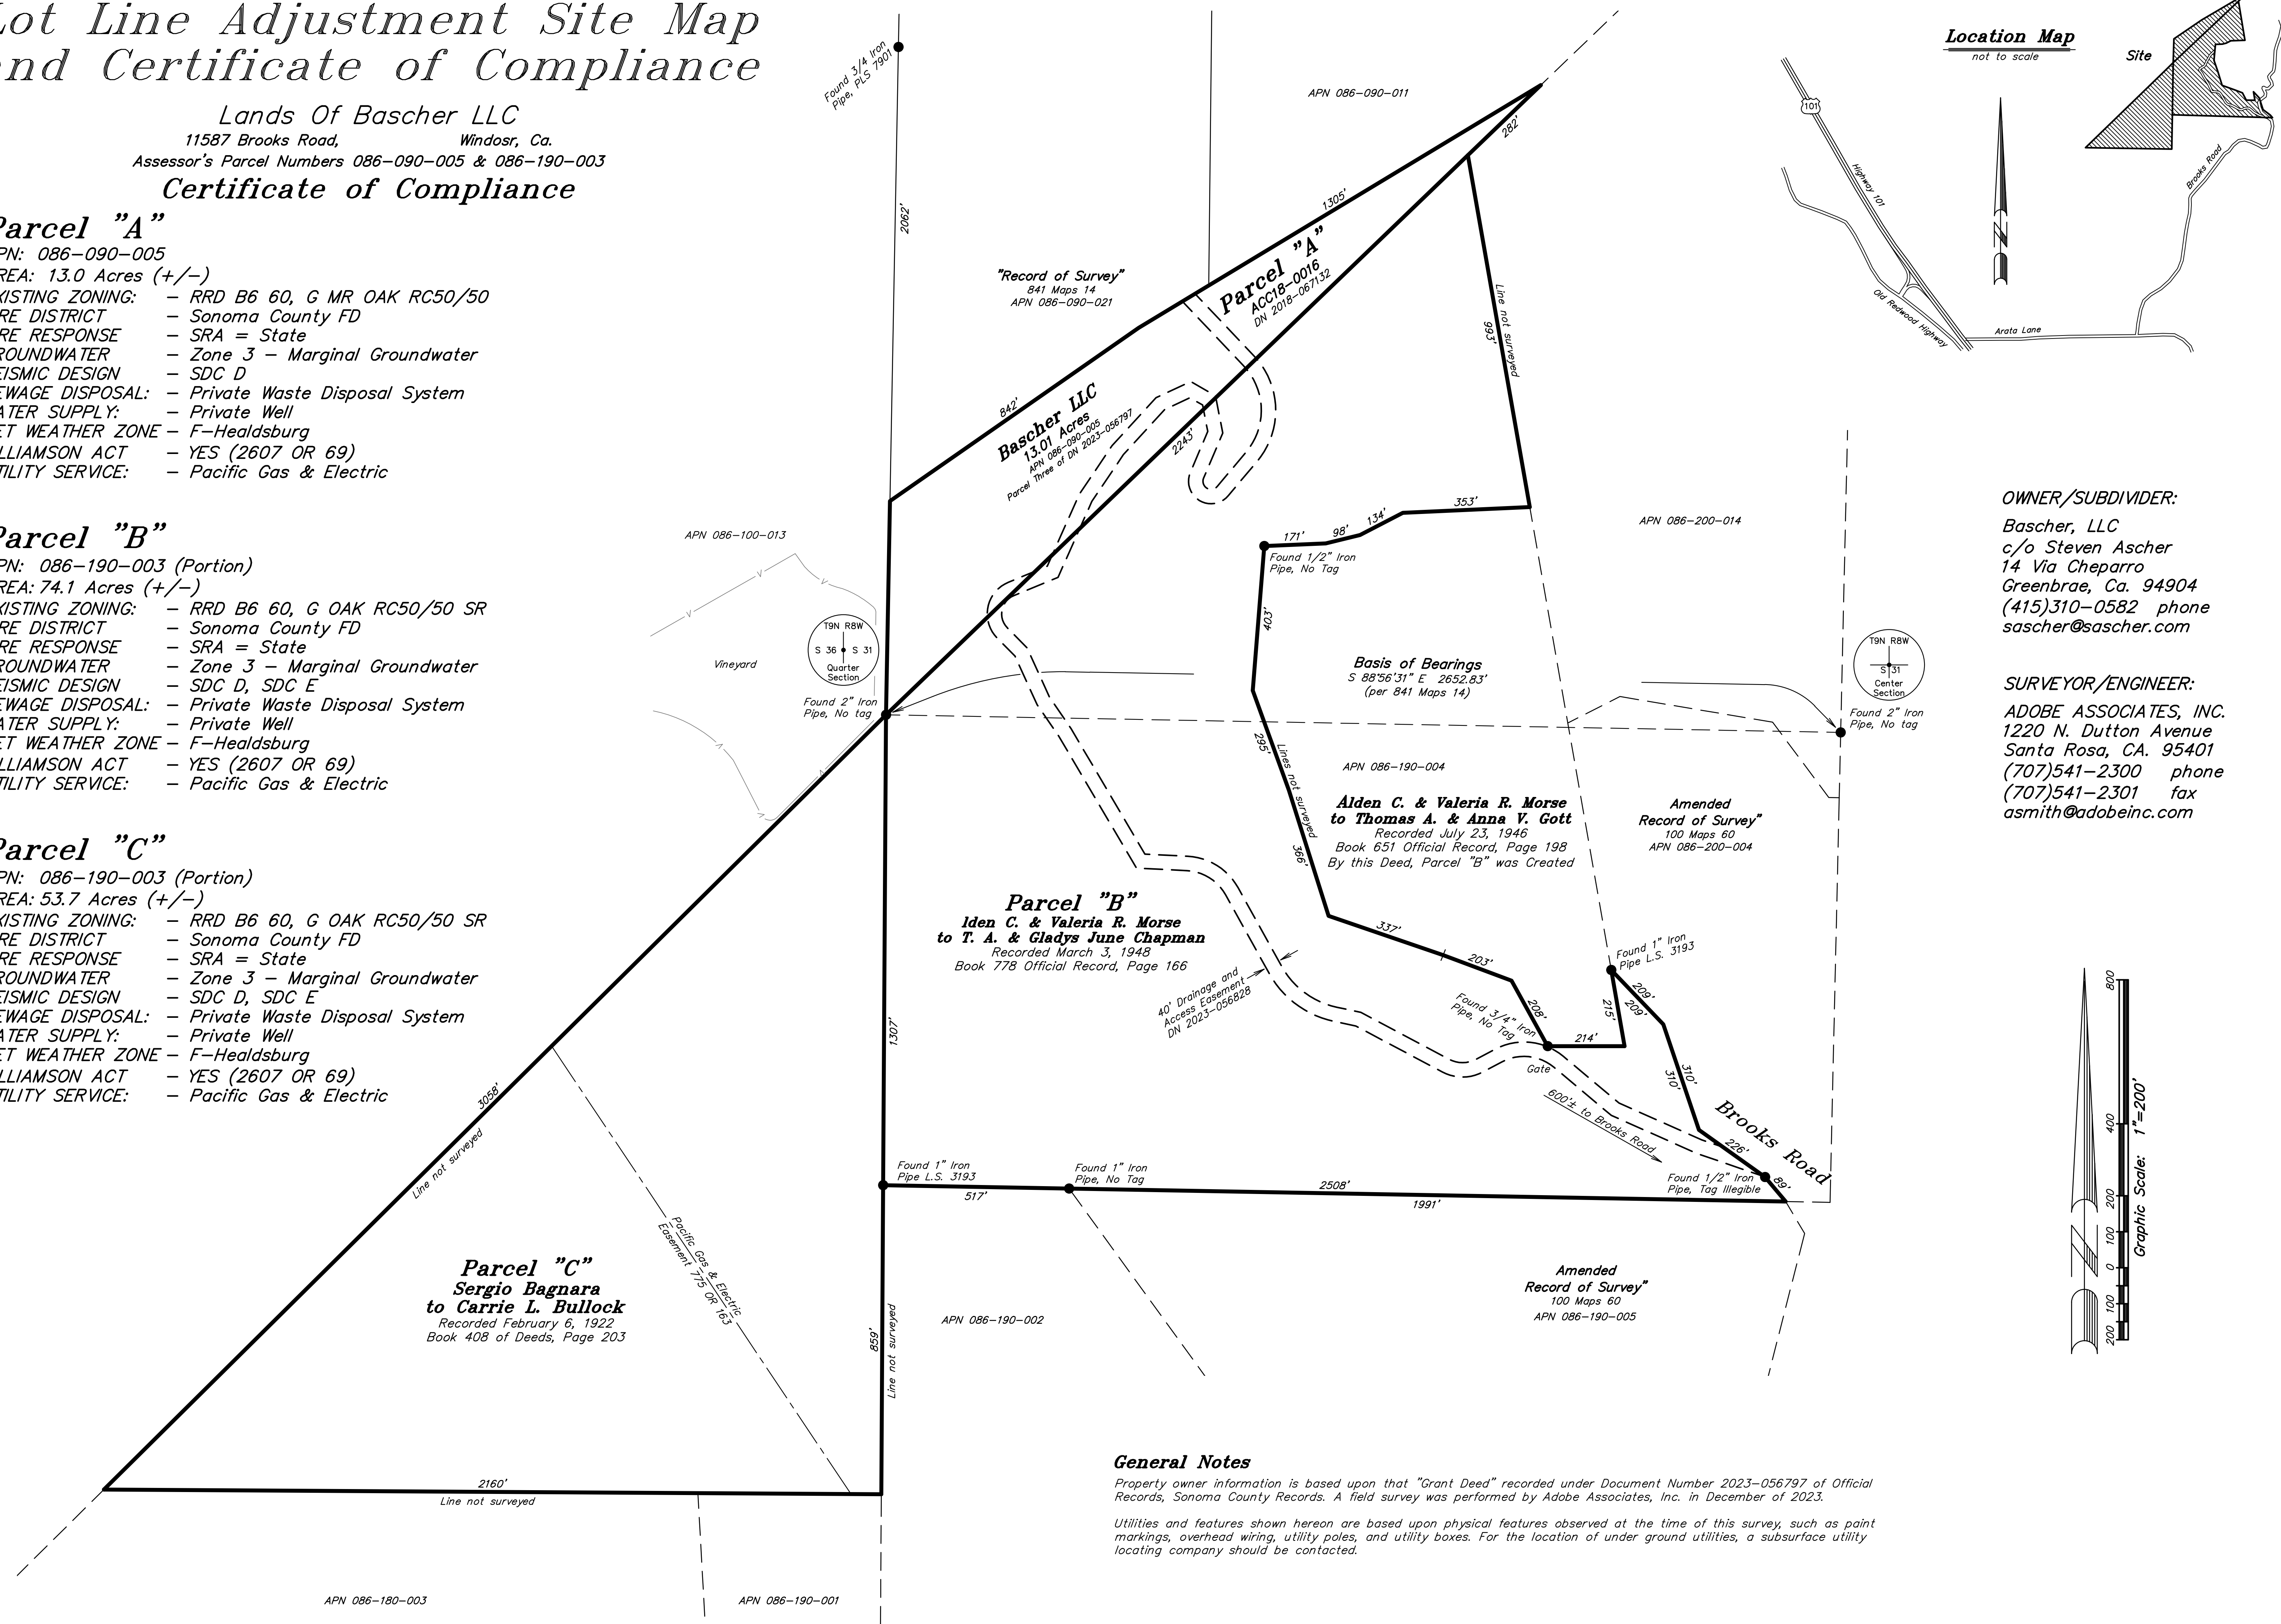 Lot Line Adjustment Site Map
and Certificate of Compliance
Lands Of Bascher LLC
11587 Brooks Road, Windosr, Ca.
Assessor's Parcel Numbers 086-090-005 & 086-190-003
Certificate of Compliance
Parcel "A"
PN: 086-090-005
REA: 13.0 Acres (+/-)
XISTING ZONING: - RRD B6 60, G MR OAK RC50/50
RE DISTRICT - Sonoma County FD
RE RESPONSE - SRA = State
ROUNDWATER - Zone 3 - Marginal Groundwater
EISMIC DESIGN - SDC D
EWAGE DISPOSAL: - Private Waste Disposal System
ATER SUPPLY: - Private Well
ET WEATHER ZONE - F-Healdsburg
LLIAMSON ACT - YES (2607 OR 69)
TILITY SERVICE: - Pacific Gas & Electric
Parcel "B"
PN: 086-190-003 (Portion)
REA: 74.1 Acres (+/-)
XISTING ZONING: - RRD B6 60, G OAK RC50/50 SR
RE DISTRICT - Sonoma County FD
RE RESPONSE - SRA = State
ROUNDWATER - Zone 3 - Marginal Groundwater
EISMIC DESIGN - SDC D, SDC E
EWAGE DISPOSAL: - Private Waste Disposal System
ATER SUPPLY: - Private Well
ET WEATHER ZONE - F-Healdsburg
LLIAMSON ACT - YES (2607 OR 69)
TILITY SERVICE: - Pacific Gas & Electric
Parcel "C"
PN: 086-190-003 (Portion)
REA: 53.7 Acres (+/-)
XISTING ZONING: - RRD B6 60, G OAK RC50/50 SR
RE DISTRICT - Sonoma County FD
RE RESPONSE - SRA = State
ROUNDWATER - Zone 3 - Marginal Groundwater
EISMIC DESIGN - SDC D, SDC E
EWAGE DISPOSAL: - Private Waste Disposal System
ATER SUPPLY: - Private Well
ET WEATHER ZONE - F-Healdsburg
LLIAMSON ACT - YES (2607 OR 69)
TILITY SERVICE: - Pacific Gas & Electric
Found 3/4 Iron
Pipe, PLS 7901
2062'
APN 086-090-011
282'
1305'
"Record of Survey"
841 Maps 14
APN 086-090-021
Parcel "A"
ACC18-0016
DN 2018-067132
Line not surveyed
993'
842'
Bascher LLC
13.01 Acres
APN 086-090-005
Parcel Three of DN 2023-056797
2243'
353'
134'
98'
171'
Found 1/2" Iron
Pipe, No Tag
APN 086-200-014
APN 086-100-013
V
V
V
V
V
V
V
Vineyard
T9N R8W
S 36 S 31
Quarter
Section
Found 2" Iron
Pipe, No tag
403'
Basis of Bearings
S 88°56'31" E 2652.83'
(per 841 Maps 14)
T9N R8W
S 31
Center
Section
Found 2" Iron
Pipe, No tag
295'
Lines not surveyed
366'
APN 086-190-004
Alden C. & Valeria R. Morse
to Thomas A. & Anna V. Gott
Recorded July 23, 1946
Book 651 Official Record, Page 198
By this Deed, Parcel "B" was Created
Amended
Record of Survey"
100 Maps 60
APN 086-200-004
Parcel "B"
lden C. & Valeria R. Morse
to T. A. & Gladys June Chapman
Recorded March 3, 1948
Book 778 Official Record, Page 166
337'
203'
Found 1" Iron
Pipe L.S. 3193
40' Drainage and
Access Easement
DN 2023-056828
Found 3/4" Iron
Pipe, No Tag
208'
215'
209'
209'
214'
Gate
310'
310'
1307'
600'± to Brooks Road
Brooks Road
226'
89'
Found 1/2" Iron
Pipe, Tag Illegible
3058'
Line not surveyed
Found 1" Iron
Pipe L.S. 3193
Found 1" Iron
Pipe, No Tag
517'
2508'
1991'
Pacific Gas & Electric
Easement 775 OR 163
Parcel "C"
Sergio Bagnara
to Carrie L. Bullock
Recorded February 6, 1922
Book 408 of Deeds, Page 203
859'
Line not surveyed
APN 086-190-002
Amended
Record of Survey"
100 Maps 60
APN 086-190-005
2160'
Line not surveyed
APN 086-180-003
APN 086-190-001
General Notes
Property owner information is based upon that "Grant Deed" recorded under Document Number 2023-056797 of Official
Records, Sonoma County Records. A field survey was performed by Adobe Associates, Inc. in December of 2023.
Utilities and features shown hereon are based upon physical features observed at the time of this survey, such as paint
markings, overhead wiring, utility poles, and utility boxes. For the location of under ground utilities, a subsurface utility
locating company should be contacted.
Location Map
not to scale
Site
101
Highway 101
Old Redwood Highway
Arata Lane
Brooks Road
N
OWNER/SUBDIVIDER:
Bascher, LLC
c/o Steven Ascher
14 Via Cheparro
Greenbrae, Ca. 94904
(415)310-0582 phone
sascher@sascher.com
SURVEYOR/ENGINEER:
ADOBE ASSOCIATES, INC.
1220 N. Dutton Avenue
Santa Rosa, CA. 95401
(707)541-2300 phone
(707)541-2301 fax
asmith@adobeinc.com
N
200 100 0 100 200 400 800
Graphic Scale: 1"=200'